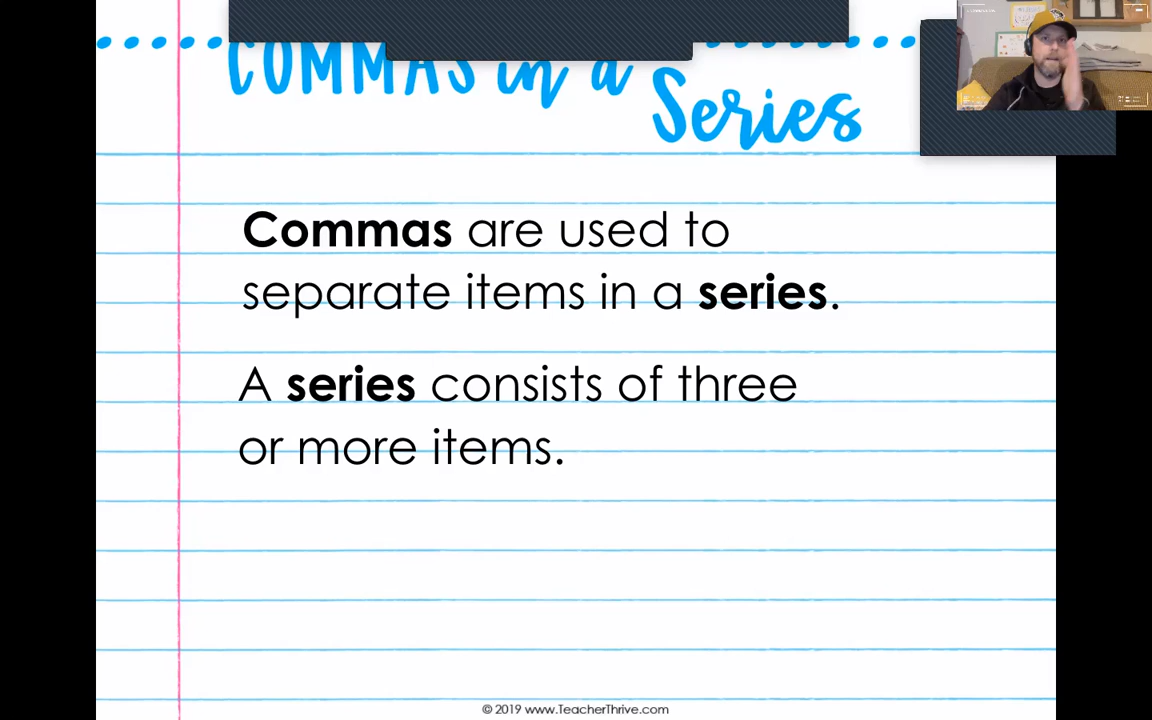 COMMAS in a
Series
Commas are used to
separate items in a series.
A series consists of three
or more items.
© 2019 www.TeacherThrive.com